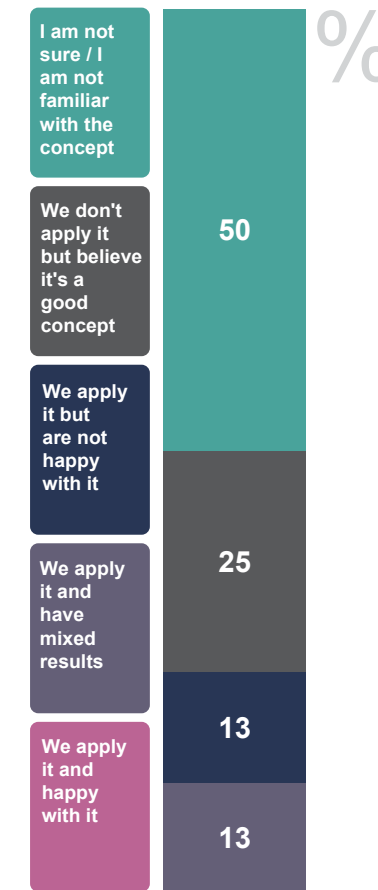 I am not
sure / I
am not
familiar
with the
concept
We don't
apply it
but believe
it's a
good
concept
We apply
it but
are not
happy
with it
We apply
it and
have
mixed
results
We apply
it and
happy
with it
%
50
25
13
13